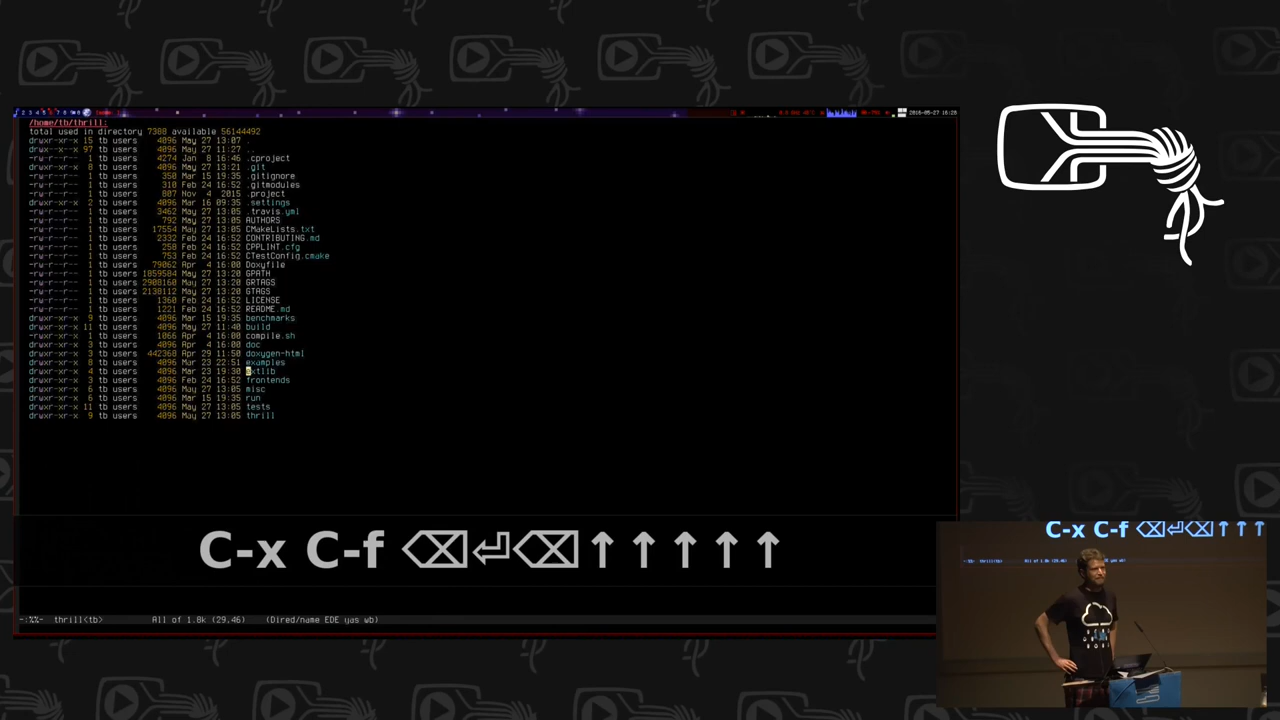 2016-05-27 16:28
/home/tb/thrill:
total used in directory 7388 available 56144492
drwxr-xr-x 15 tb users 4096 May 27 13:07 .
drwx--x--x 97 tb users 4096 May 27 11:27 ..
-rw-r--r-- 1 tb users 4274 Jan 8 16:46 .cproject
drwxr-xr-x 8 tb users 4096 May 27 13:21 .git
-rw-r--r-- 1 tb users 350 Mar 15 19:35 .gitignore
-rw-r--r-- 1 tb users 310 Feb 24 16:52 .gitmodules
-rw-r--r-- 1 tb users 807 Nov 4 2015 .project
drwxr-xr-x 2 tb users 4096 Mar 16 09:35 .settings
-rw-r--r-- 1 tb users 3462 May 27 13:05 .travis.yml
-rw-r--r-- 1 tb users 792 May 27 13:05 AUTHORS
-rw-r--r-- 1 tb users 17554 May 27 13:05 CMakeLists.txt
-rw-r--r-- 1 tb users 2332 Feb 24 16:52 CONTRIBUTING.md
-rw-r--r-- 1 tb users 258 Feb 24 16:52 CPPLINT.cfg
-rw-r--r-- 1 tb users 753 Feb 24 16:52 CTestConfig.cmake
-rw-r--r-- 1 tb users 79062 Apr 4 16:00 Doxyfile
-rw-r--r-- 1 tb users 1859584 May 27 13:20 GPATH
-rw-r--r-- 1 tb users 2908160 May 27 13:20 GRTAGS
-rw-r--r-- 1 tb users 2138112 May 27 13:20 GTAGS
-rw-r--r-- 1 tb users 1360 Feb 24 16:52 LICENSE
-rw-r--r-- 1 tb users 1221 Feb 24 16:52 README.md
drwxr-xr-x 9 tb users 4096 Mar 15 19:35 benchmarks
drwxr-xr-x 11 tb users 4096 May 27 11:40 build
-rwxr-xr-x 1 tb users 1066 Apr 4 16:00 compile.sh
drwxr-xr-x 3 tb users 4096 Apr 4 16:00 doc
drwxr-xr-x 3 tb users 442368 Apr 29 11:50 doxygen-html
drwxr-xr-x 8 tb users 4096 Mar 23 22:51 examples
drwxr-xr-x 4 tb users 4096 Mar 23 19:30 extlib
drwxr-xr-x 3 tb users 4096 Feb 24 16:52 frontends
drwxr-xr-x 6 tb users 4096 May 27 13:05 misc
drwxr-xr-x 6 tb users 4096 Mar 15 19:35 run
drwxr-xr-x 11 tb users 4096 May 27 13:05 tests
drwxr-xr-x 9 tb users 4096 May 27 13:05 thrill
C-x C-f ⌫⏎⌫↑↑↑↑↑
-:%%- thrill<tb> All of 1.8k (29,46) (Dired/name EDE yas wb)
C-x C-f ⌫⏎⌫↑↑↑